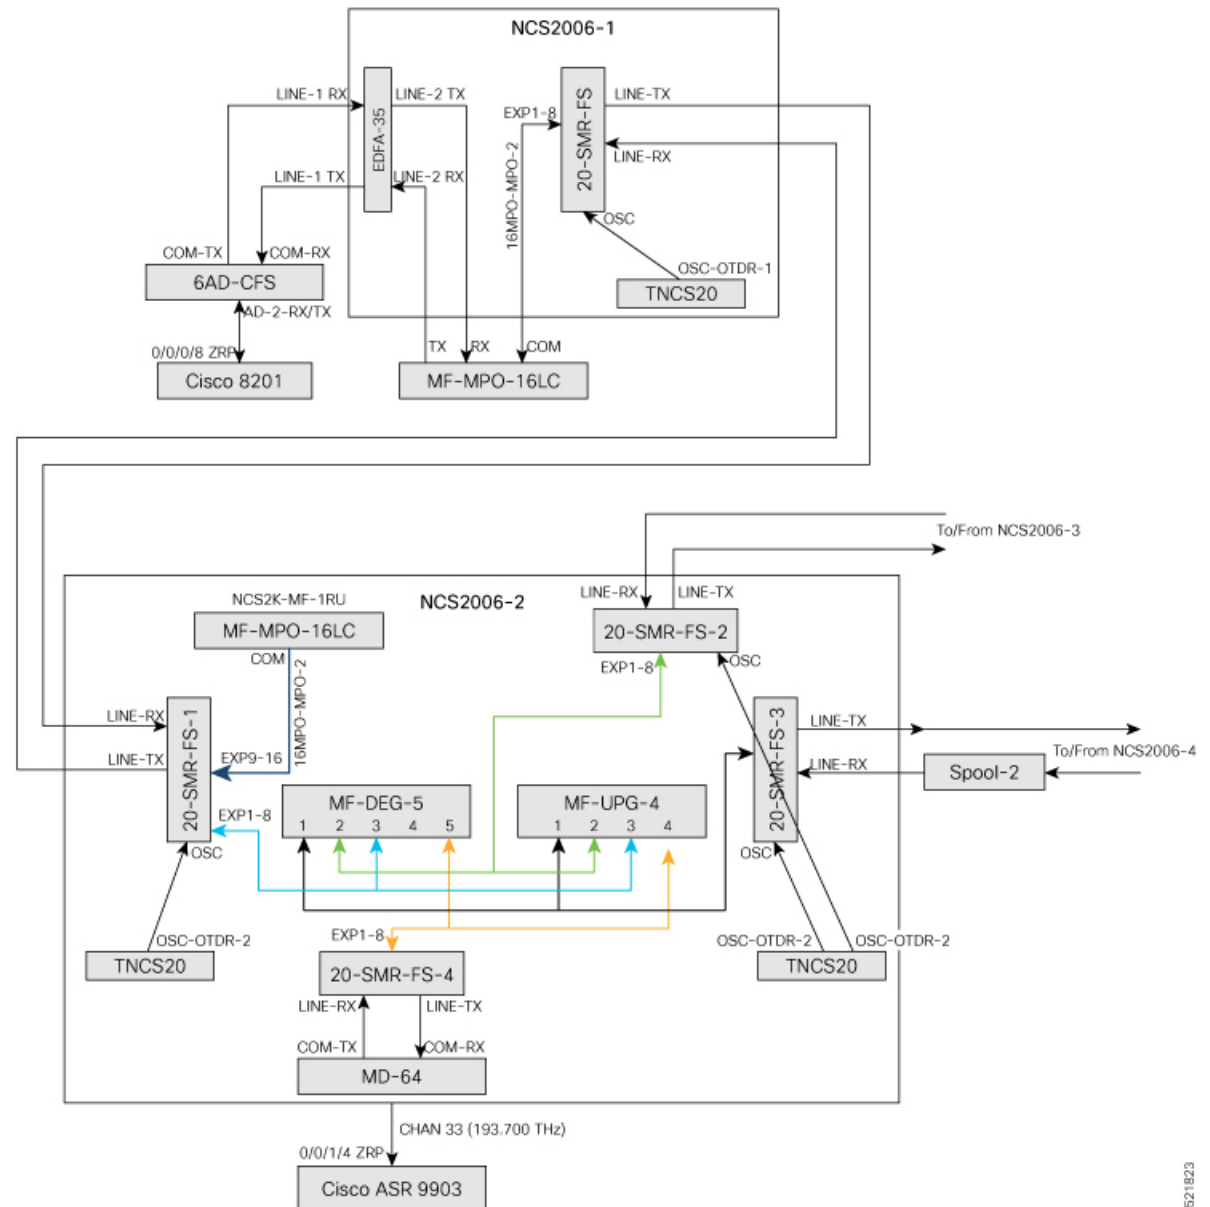 NCS2006-1
LINE-1 RX
LINE-2 TX
LINE-TX
EDFA-35
EXP1-8
20-SMR-FS
LINE-RX
16MPO-MPO-2
LINE-1 TX
LINE-2 RX
OSC
COM-TX
COM-RX
OSC-OTDR-1
6AD-CFS
TNCS20
AD-2-RX/TX
0/0/0/8 ZRP
TX
RX
COM
Cisco 8201
MF-MPO-16LC
To/From NCS2006-3
NCS2K-MF-1RU
NCS2006-2
LINE-RX
LINE-TX
MF-MPO-16LC
20-SMR-FS-2
COM
EXP1-8
OSC
16MPO-MPO-2
LINE-RX
20-SMR-FS-1
LINE-TX
EXP9-16
20-SMR-FS-3
LINE-TX
To/From NCS2006-4
LINE-RX
Spool-2
MF-DEG-5
1 2 3 4 5
MF-UPG-4
1 2 3 4
EXP1-8
OSC
OSC
EXP1-8
OSC-OTDR-2
OSC-OTDR-2
OSC-OTDR-2
TNCS20
20-SMR-FS-4
TNCS20
LINE-RX
LINE-TX
COM-TX
COM-RX
MD-64
CHAN 33 (193.700 THz)
0/0/1/4 ZRP
Cisco ASR 9903
521823